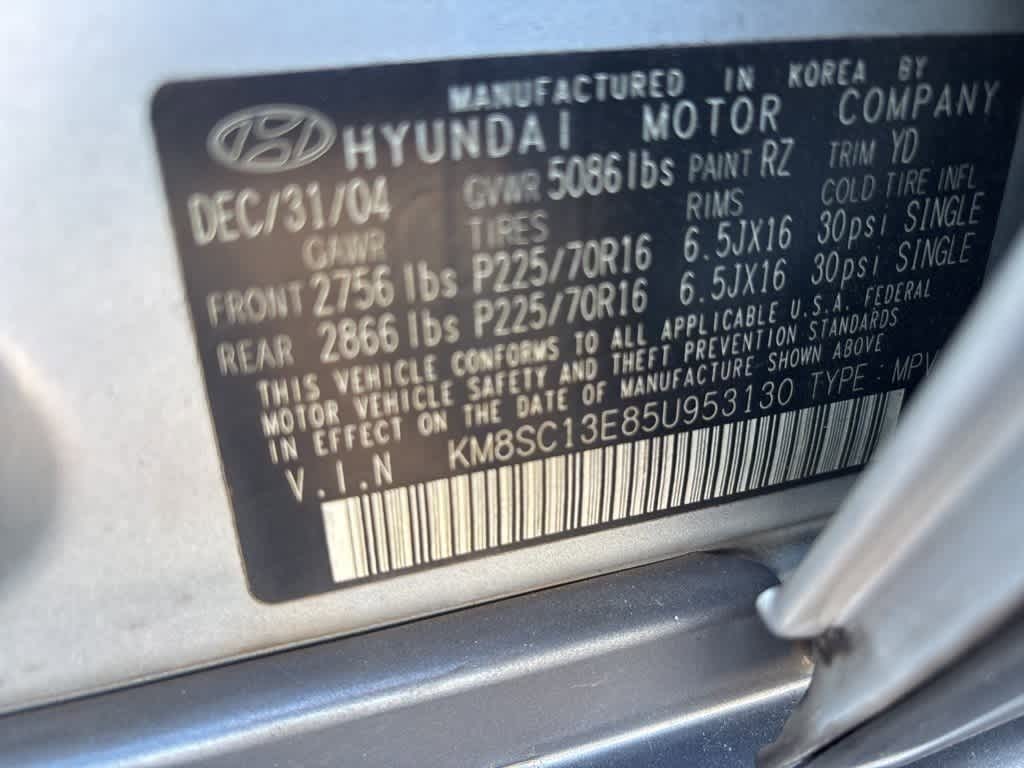 MANUFACTURED IN KOREA BY
HYUNDAI MOTOR COMPANY
DEC/31/04 GVWR 5086lbs PAINT RZ TRIM YD
GAWR TIRES RIMS COLD TIRE INFL
FRONT 2756 lbs P225/70R16 6.5JX16 30psi SINGLE
REAR 2866 lbs P225/70R16 6.5JX16 30psi SINGLE
THIS VEHICLE CONFORMS TO ALL APPLICABLE U.S.A. FEDERAL
MOTOR VEHICLE SAFETY AND THEFT PREVENTION STANDARDS
IN EFFECT ON THE DATE OF MANUFACTURE SHOWN ABOVE
V.I.N KM8SC13E85U953130 TYPE : MPV